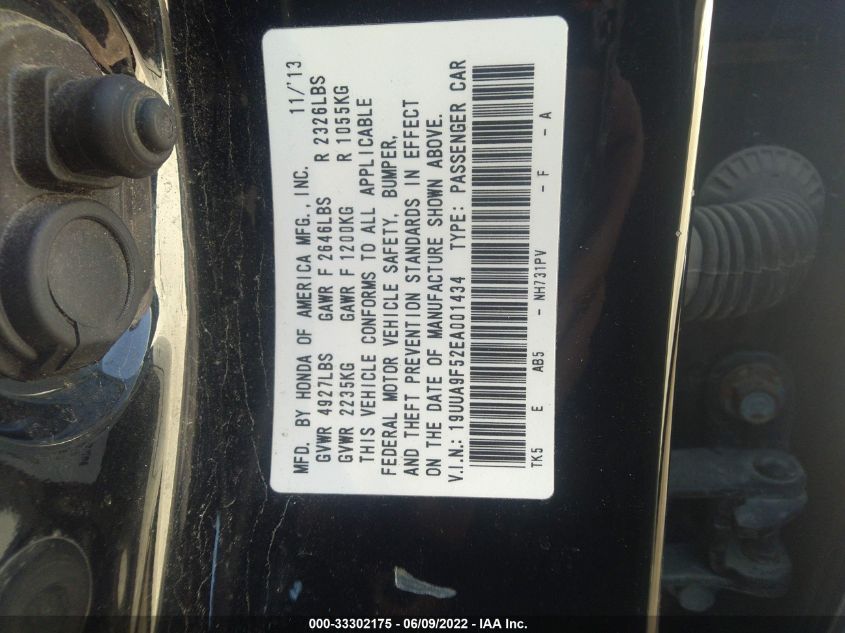 MFD. BY HONDA OF AMERICA MFG., INC. 11/'13
GVWR 4927LBS GAWR F 2646LBS R 2326LBS
GVWR 2235KG GAWR F 1200KG R 1055KG
THIS VEHICLE CONFORMS TO ALL APPLICABLE
FEDERAL MOTOR VEHICLE SAFETY, BUMPER,
AND THEFT PREVENTION STANDARDS IN EFFECT
ON THE DATE OF MANUFACTURE SHOWN ABOVE.
V.I.N.: 19UUA9F52EA001434 TYPE: PASSENGER CAR
TK5 E AB5 - NH731PV - F - A
000-33302175 - 06/09/2022 - IAA Inc.